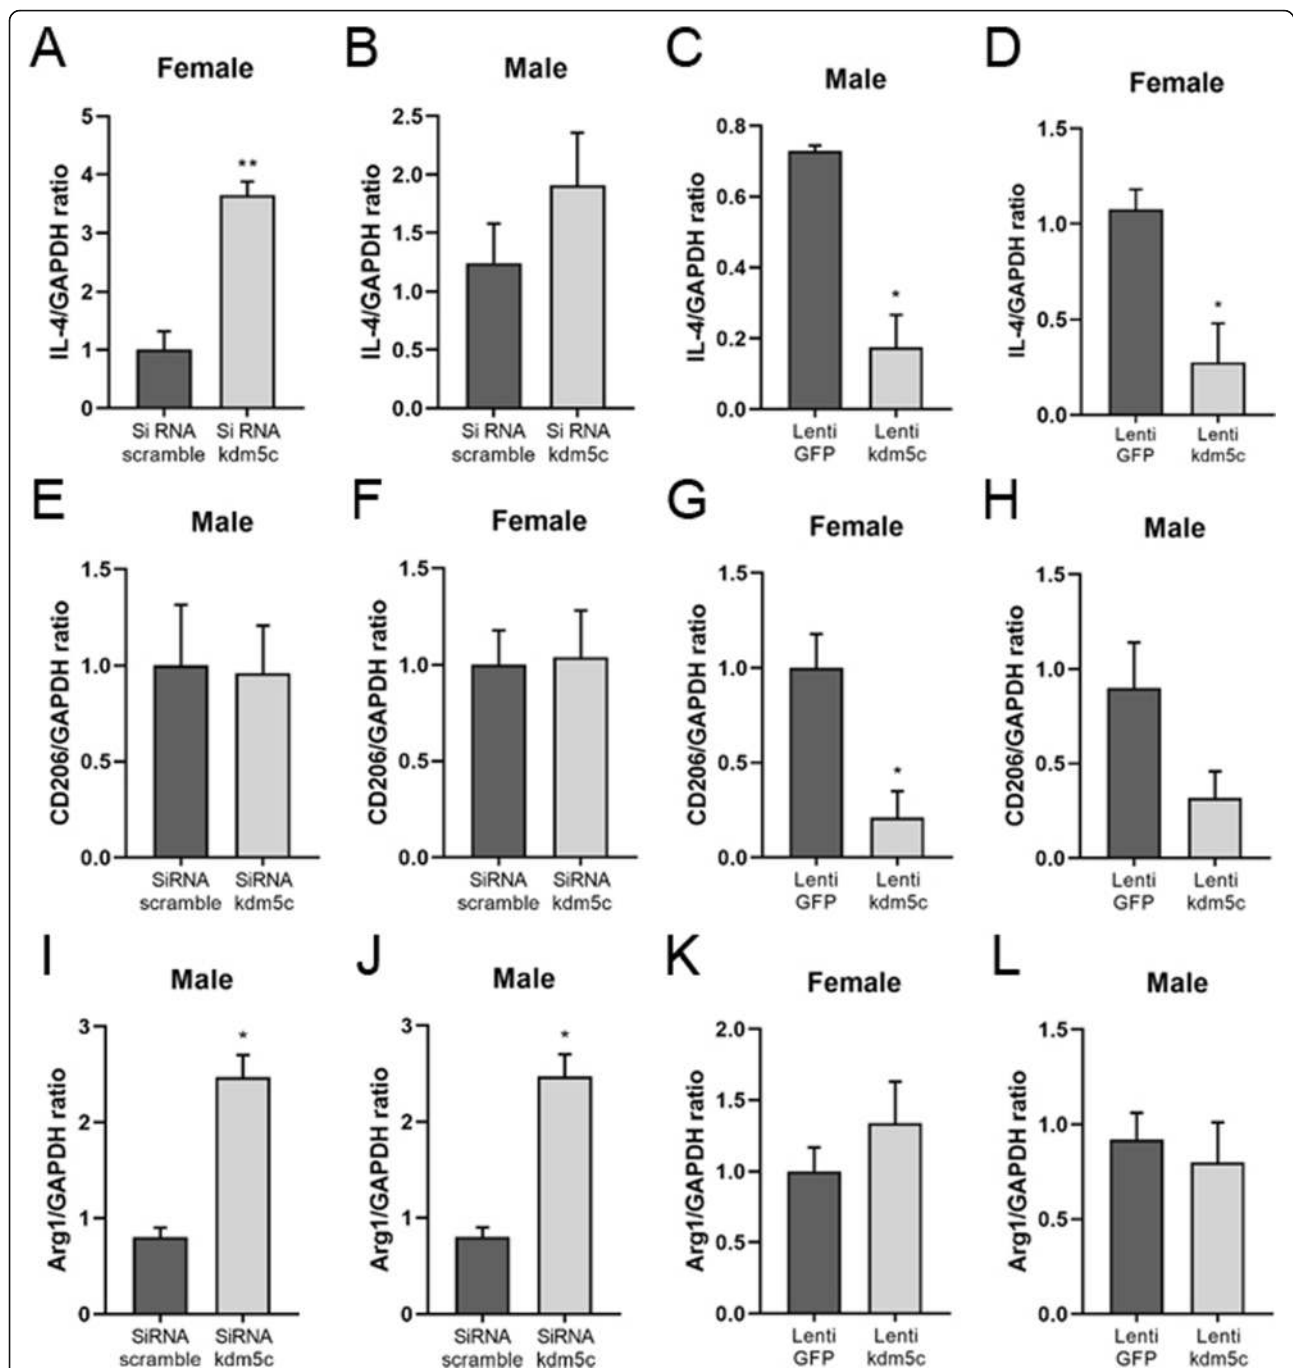 A
Female
IL-4/GAPDH ratio
5
4
3
2
1
0
**
Si RNA scramble
Si RNA kdm5c
B
Male
IL-4/GAPDH ratio
2.5
2.0
1.5
1.0
0.5
0.0
Si RNA scramble
Si RNA kdm5c
C
Male
IL-4/GAPDH ratio
0.8
0.6
0.4
0.2
0.0
*
Lenti GFP
Lenti kdm5c
D
Female
IL-4/GAPDH ratio
1.5
1.0
0.5
0.0
*
Lenti GFP
Lenti kdm5c
E
Male
CD206/GAPDH ratio
1.5
1.0
0.5
0.0
SiRNA scramble
SiRNA kdm5c
F
Female
CD206/GAPDH ratio
1.5
1.0
0.5
0.0
SiRNA scramble
SiRNA kdm5c
G
Female
CD206/GAPDH ratio
1.5
1.0
0.5
0.0
*
Lenti GFP
Lenti kdm5c
H
Male
CD206/GAPDH ratio
1.5
1.0
0.5
0.0
Lenti GFP
Lenti kdm5c
I
Male
Arg1/GAPDH ratio
3
2
1
0
*
SiRNA scramble
SiRNA kdm5c
J
Male
Arg1/GAPDH ratio
3
2
1
0
*
SiRNA scramble
SiRNA kdm5c
K
Female
Arg1/GAPDH ratio
2.0
1.5
1.0
0.5
0.0
Lenti GFP
Lenti kdm5c
L
Male
Arg1/GAPDH ratio
1.5
1.0
0.5
0.0
Lenti GFP
Lenti kdm5c